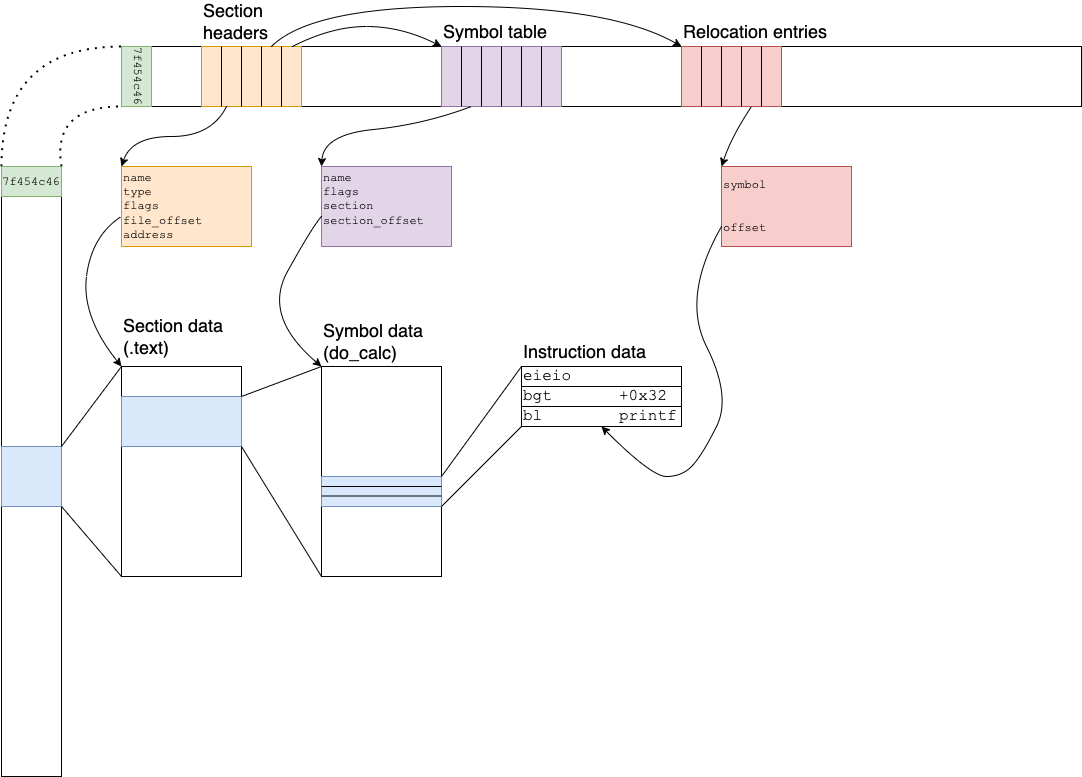 Section
headers
Symbol table
Relocation entries
7f454c46
7f454c46
name
type
flags
file_offset
address
name
flags
section
section_offset
symbol
offset
Section data
(.text)
Symbol data
(do_calc)
Instruction data
eieio
bgt +0x32
bl printf